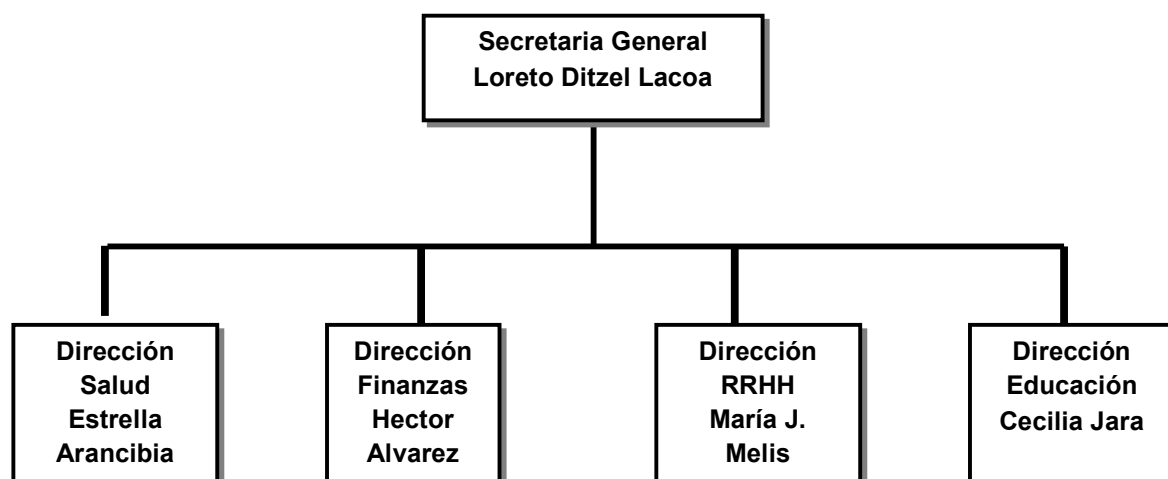 Secretaria General
Loreto Ditzel Lacoa
Dirección
Salud
Estrella
Arancibia
Dirección
Finanzas
Hector
Alvarez
Dirección
RRHH
María J.
Melis
Dirección
Educación
Cecilia Jara